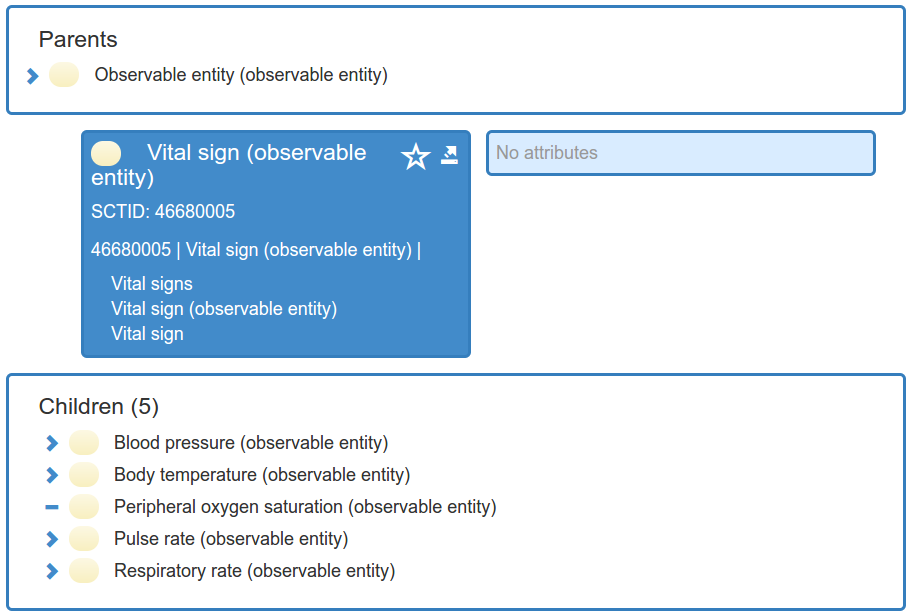 Parents
Observable entity (observable entity)
Vital sign (observable
entity)
No attributes
SCTID: 46680005
46680005 | Vital sign (observable entity) |
Vital signs
Vital sign (observable entity)
Vital sign
Children (5)
Blood pressure (observable entity)
Body temperature (observable entity)
Peripheral oxygen saturation (observable entity)
Pulse rate (observable entity)
Respiratory rate (observable entity)